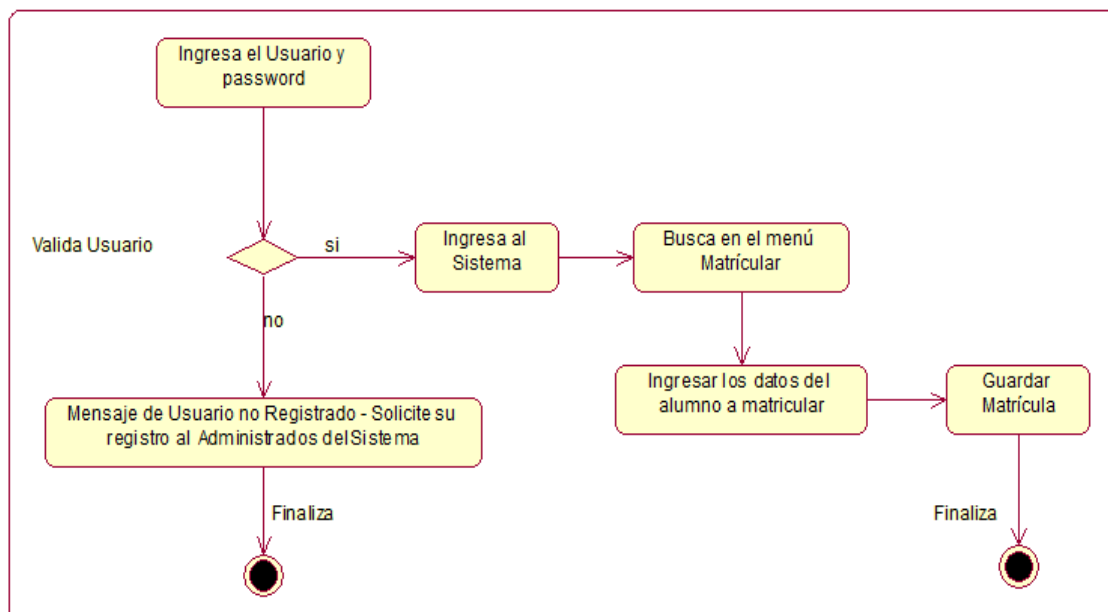 Ingresa el Usuario y
password
Valida Usuario
si
Ingresa al
Sistema
Busca en el menú
Matrícular
no
Ingresar los datos del
alumno a matricular
Guardar
Matrícula
Mensaje de Usuario no Registrado - Solicite su
registro al Administrados del Sistema
Finaliza
Finaliza